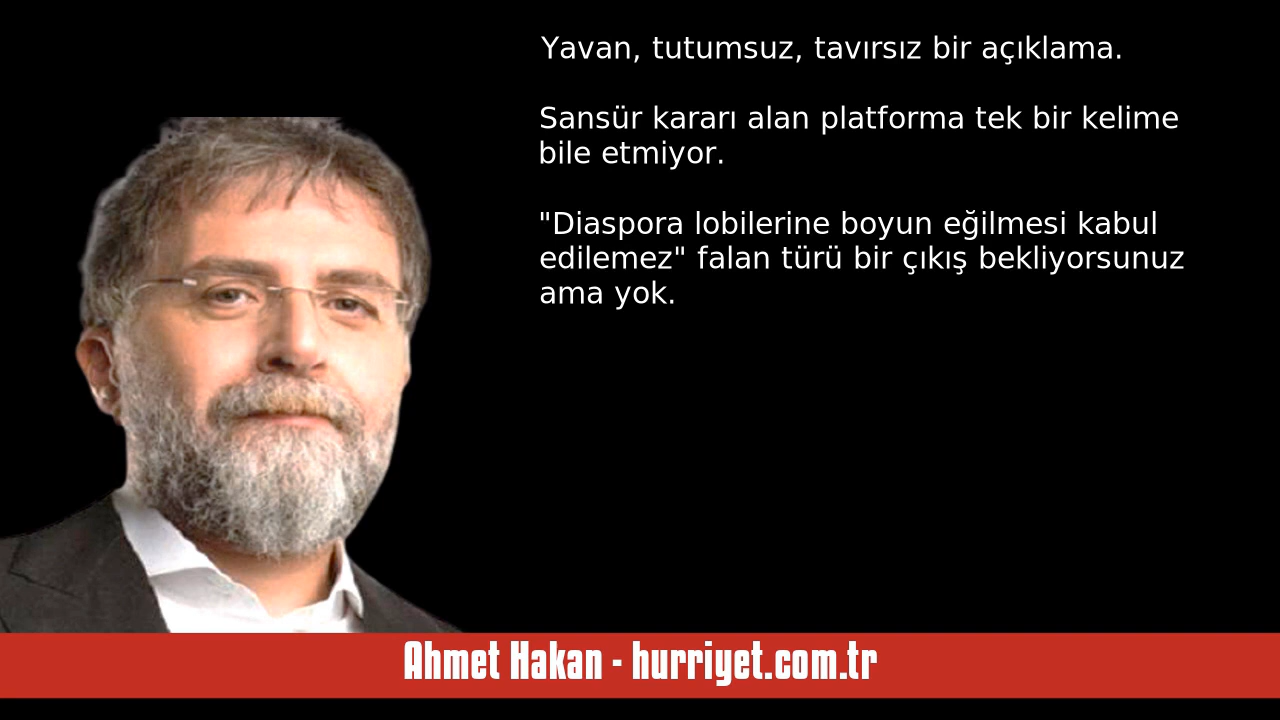 Yavan, tutumsuz, tavırsız bir açıklama.
Sansür kararı alan platforma tek bir kelime
bile etmiyor.
"Diaspora lobilerine boyun eğilmesi kabul
edilemez" falan türü bir çıkış bekliyorsunuz
ama yok.
Ahmet Hakan - hurriyet.com.tr